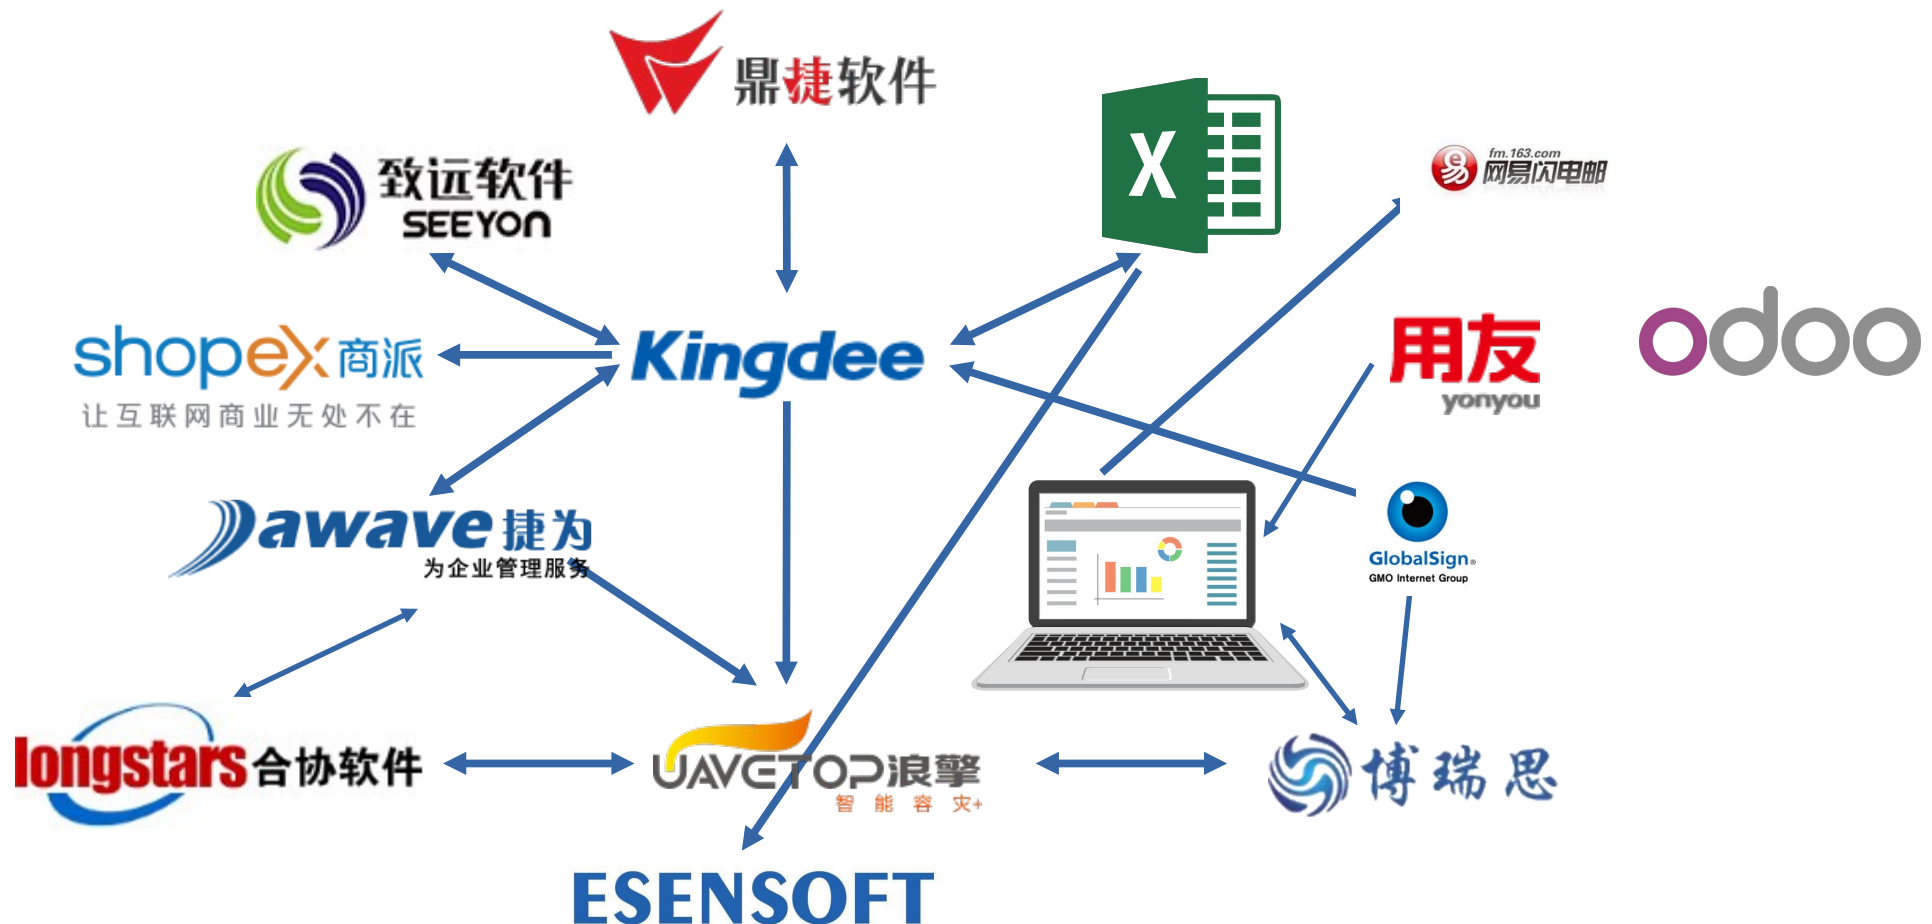 鼎捷软件
X
fm.163.com
网易闪电邮
致远软件
SEEYON
shopex商派
让互联网商业无处不在
Kingdee
用友
yonyou
odoo
Dawave捷为
为企业管理服务
GlobalSign®
GMO Internet Group
longstars合协软件
UAVETOP浪擎
智能容灾+
博瑞思
ESENSOFT